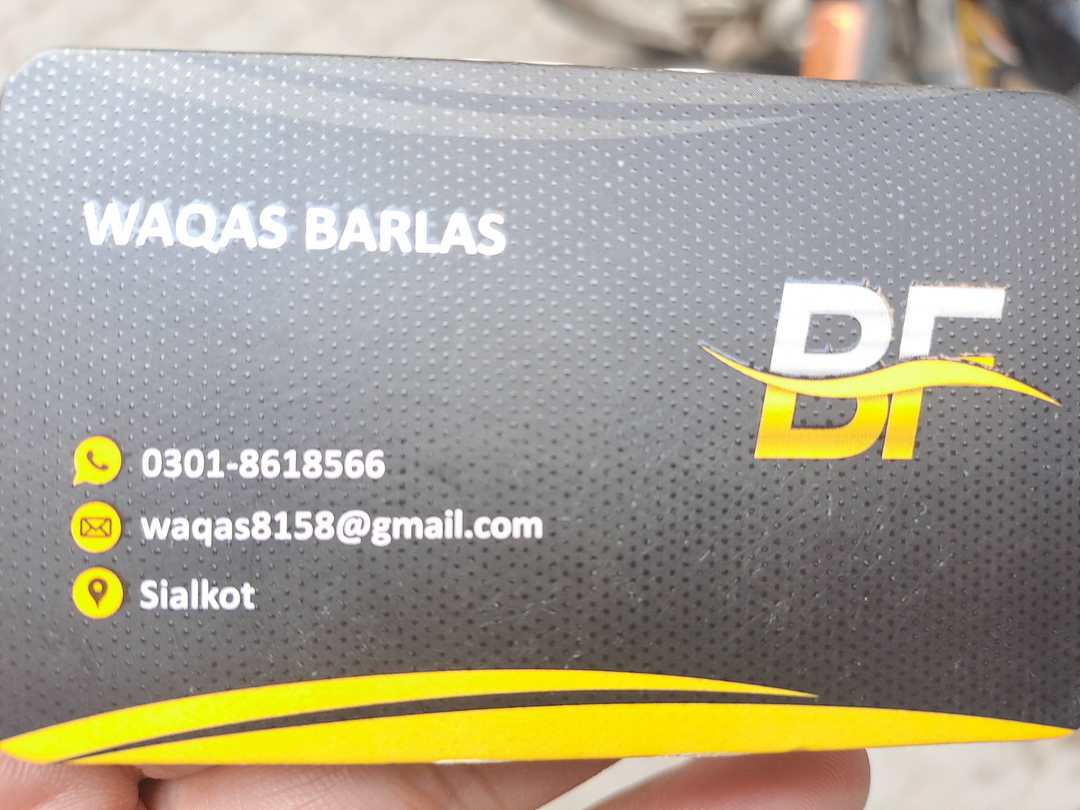 WAQAS BARLAS
BF
0301-8618566
waqas8158@gmail.com
Sialkot